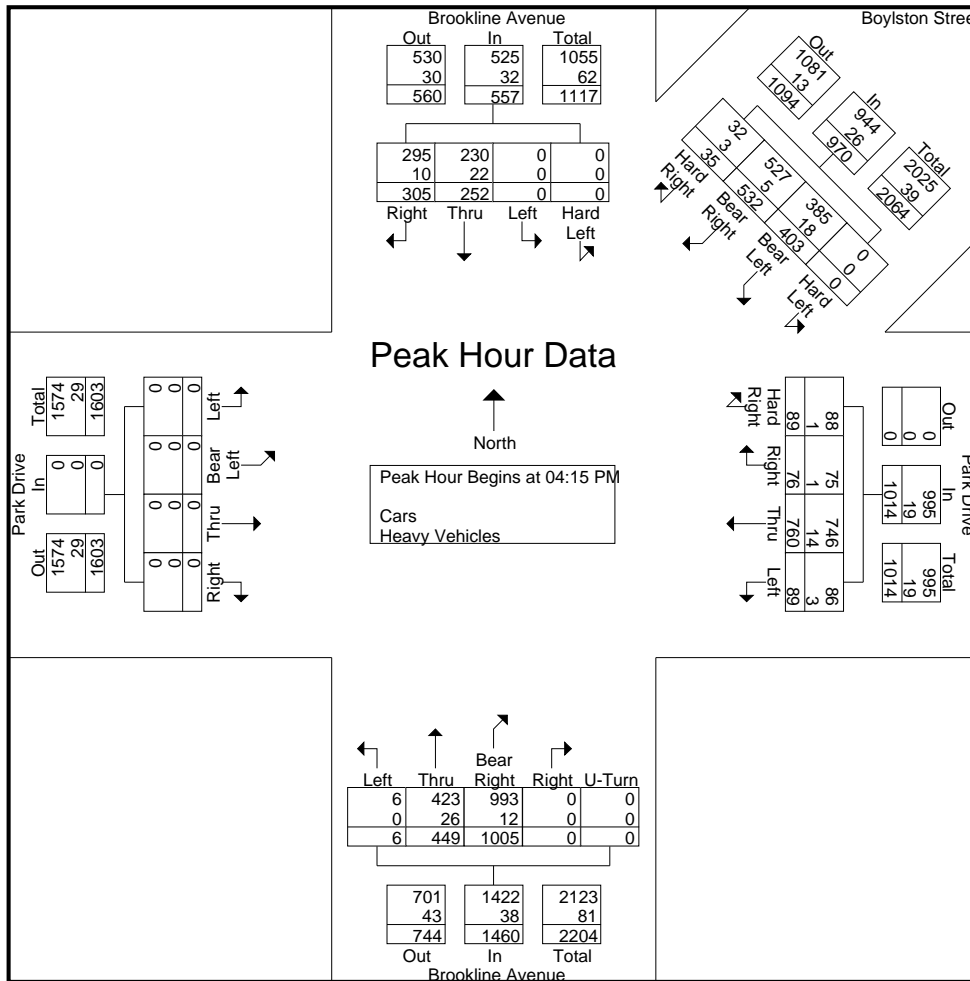 Brookline Avenue
Out In Total
530 525 1055
30 32 62
560 557 1117
295 230 0 0
10 22 0 0
305 252 0 0
Right Thru Left Hard
Left
Boylston Stree
Out
1081
13
1094
In
944
26
970
Total
2025
39
2064
32
3
35
Hard
Right
527
5
532
Bear
Right
385
18
403
Bear
Left
0
0
0
Hard
Left
Peak Hour Data
North
Peak Hour Begins at 04:15 PM
Cars
Heavy Vehicles
Park Drive
Total
1574
29
1603
In
0
0
0
Out
1574
29
1603
0
0
0
Left
0
0
0
Bear
Left
0
0
0
Thru
0
0
0
Right
Hard
Right
88
1
89
Right
75
1
76
Thru
746
14
760
Left
86
3
89
Park Drive
Out
0
0
0
In
995
19
1014
Total
995
19
1014
Bear
Left Thru Right Right U-Turn
6 423 993 0 0
0 26 12 0 0
6 449 1005 0 0
701 1422 2123
43 38 81
744 1460 2204
Out In Total
Brookline Avenue